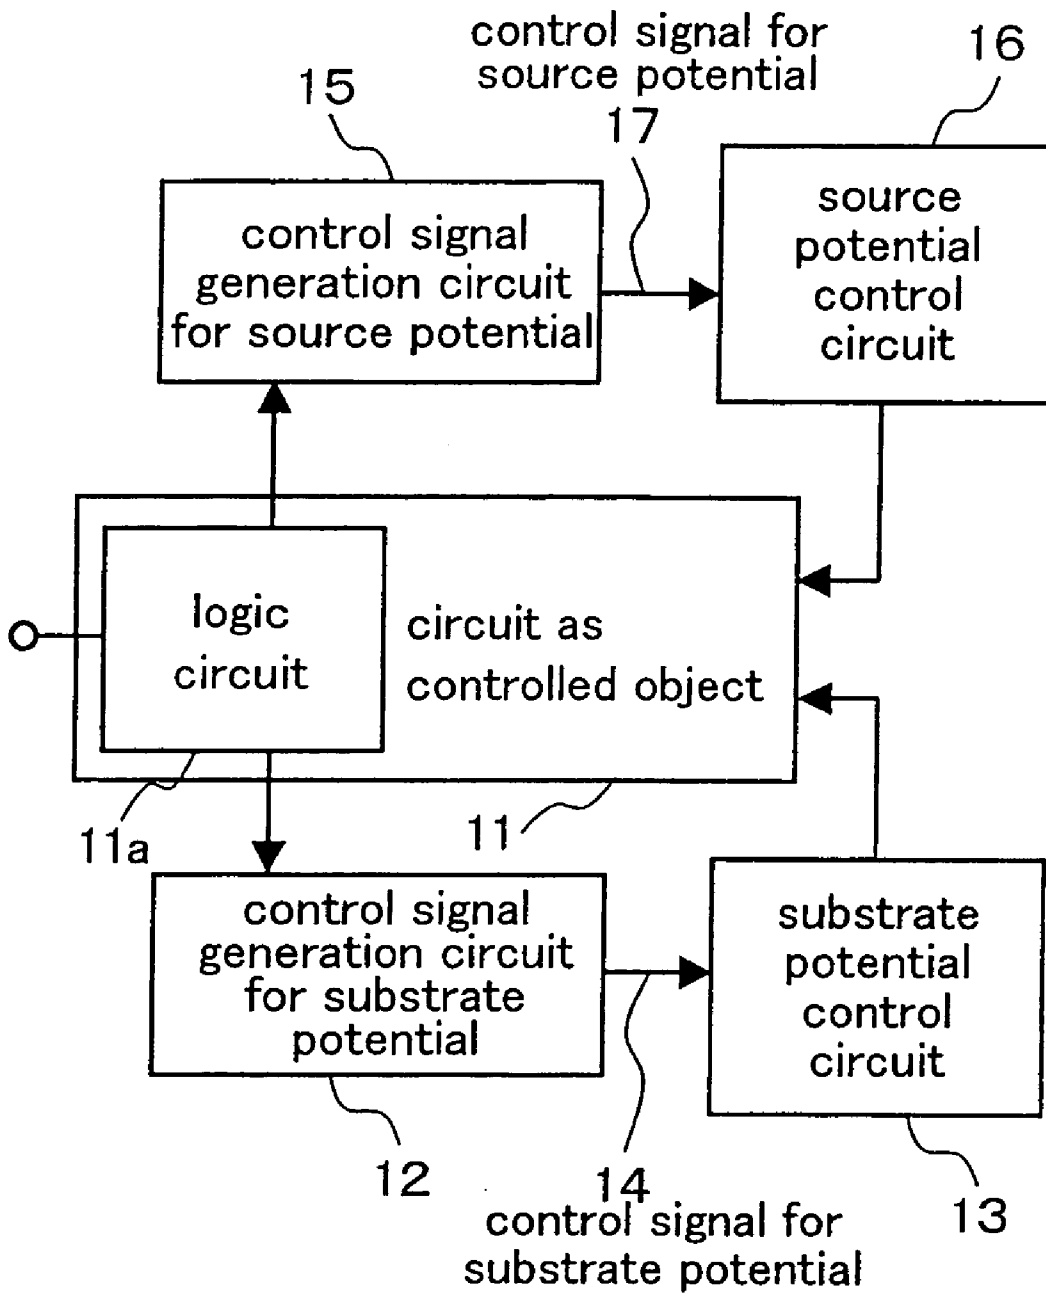 control signal for
source potential
15
17
16
control signal
generation circuit
for source potential
source
potential
control
circuit
logic
circuit
circuit as
controlled object
11a
11
control signal
generation circuit
for substrate
potential
substrate
potential
control
circuit
12
14
13
control signal for
substrate potential